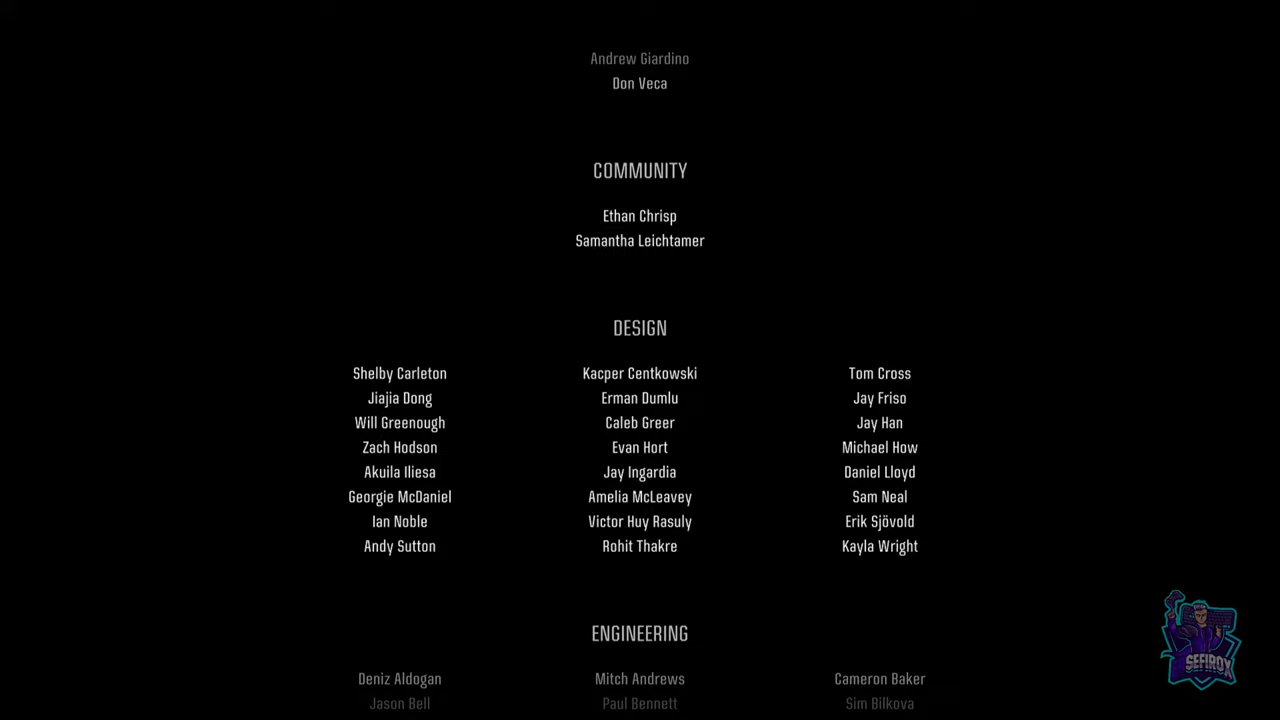 Andrew Giardino
Don Veca
COMMUNITY
Ethan Chrisp
Samantha Leichtamer
DESIGN
Shelby Carleton Kacper Centkowski Tom Cross
Jiajia Dong Erman Dumlu Jay Friso
Will Greenough Caleb Greer Jay Han
Zach Hodson Evan Hort Michael How
Akuila Iliesa Jay Ingardia Daniel Lloyd
Georgie McDaniel Amelia McLeavey Sam Neal
Ian Noble Victor Huy Rasuly Erik Sjövold
Andy Sutton Rohit Thakre Kayla Wright
ENGINEERING
Deniz Aldogan Mitch Andrews Cameron Baker
Jason Bell Paul Bennett Sim Bilkova
SEFIROX